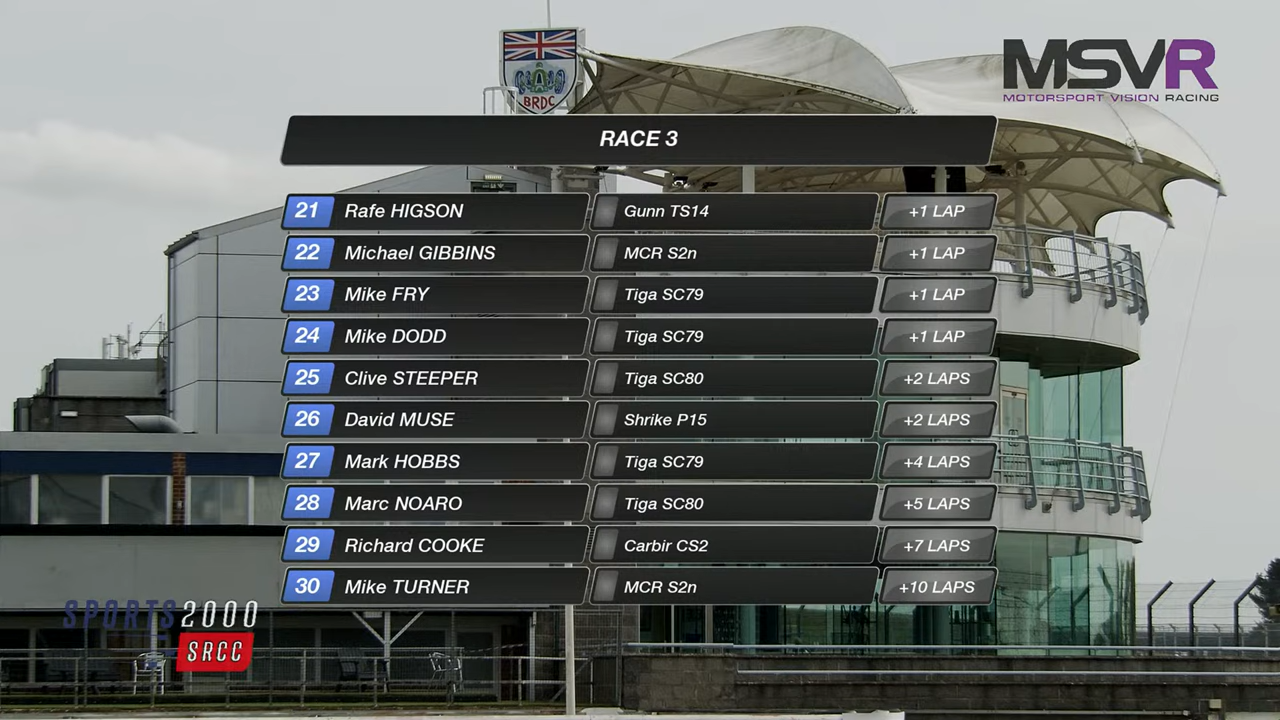 BRDC
MSVR
MOTORSPORT VISION RACING
RACE 3
21 Rafe HIGSON Gunn TS14 +1 LAP
22 Michael GIBBINS MCR S2n +1 LAP
23 Mike FRY Tiga SC79 +1 LAP
24 Mike DODD Tiga SC79 +1 LAP
25 Clive STEEPER Tiga SC80 +2 LAPS
26 David MUSE Shrike P15 +2 LAPS
27 Mark HOBBS Tiga SC79 +4 LAPS
28 Marc NOARO Tiga SC80 +5 LAPS
29 Richard COOKE Carbir CS2 +7 LAPS
30 Mike TURNER MCR S2n +10 LAPS
SPORTS2000
SRCC